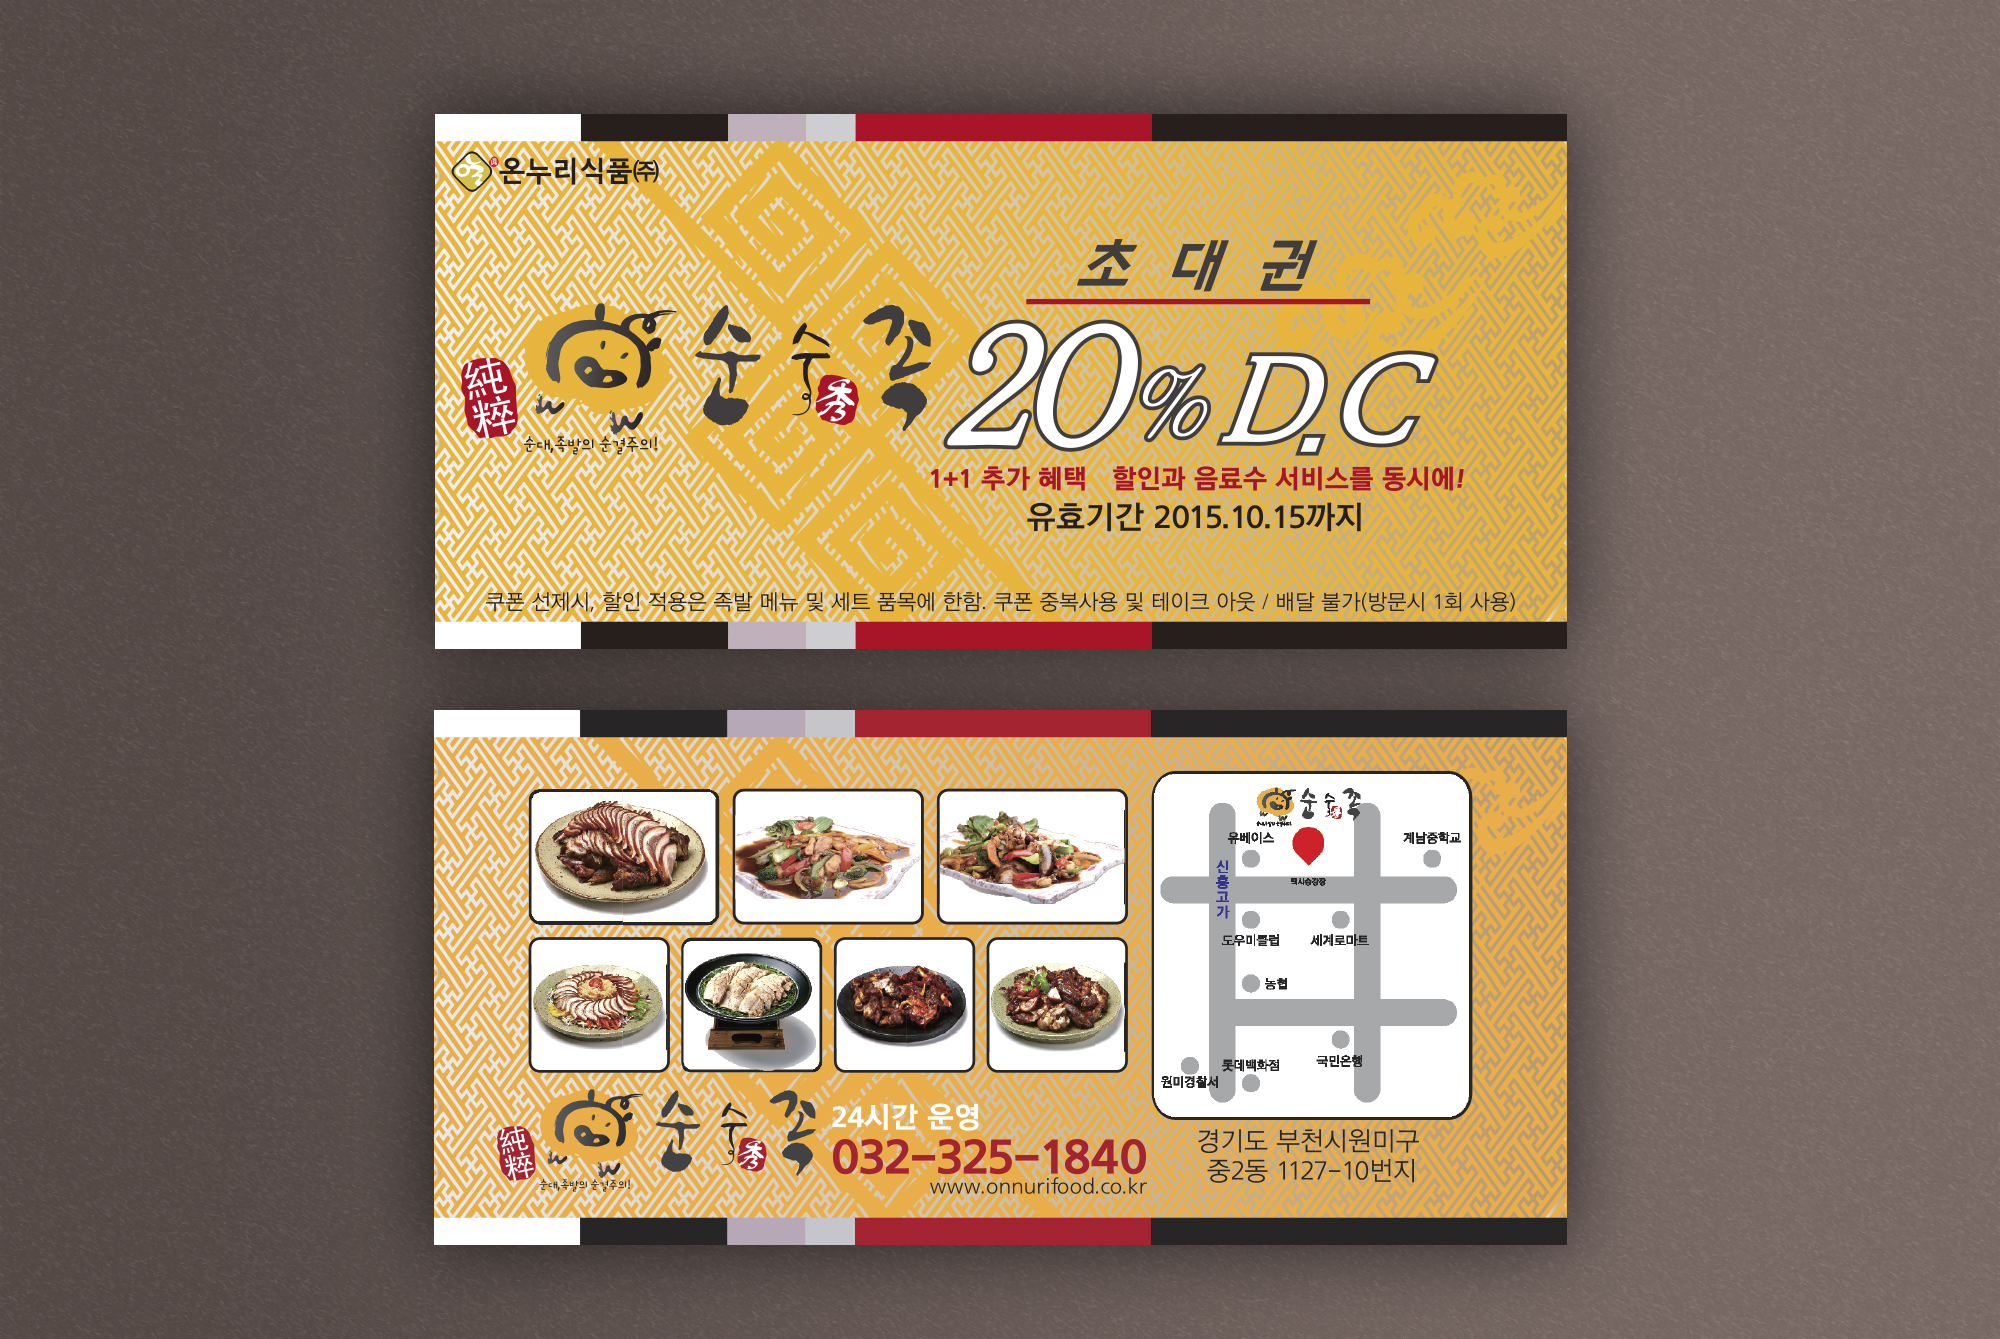 온누리식품㈜
초대권
純粹
순수족
秀
순대,족발의 순결주의!
20% D.C
1+1 추가 혜택 할인과 음료수 서비스를 동시에!
유효기간 2015.10.15까지
쿠폰 선제시, 할인 적용은 족발 메뉴 및 세트 품목에 한함. 쿠폰 중복사용 및 테이크 아웃 / 배달 불가(방문시 1회 사용)
순수족
유베이스
계남중학교
신흥고가
택시승강장
도우미클럽
세계로마트
농협
국민은행
롯데백화점
원미경찰서
純粹
순수족
秀
순대,족발의 순결주의!
24시간 운영
032-325-1840
www.onnurifood.co.kr
경기도 부천시원미구
중2동 1127-10번지